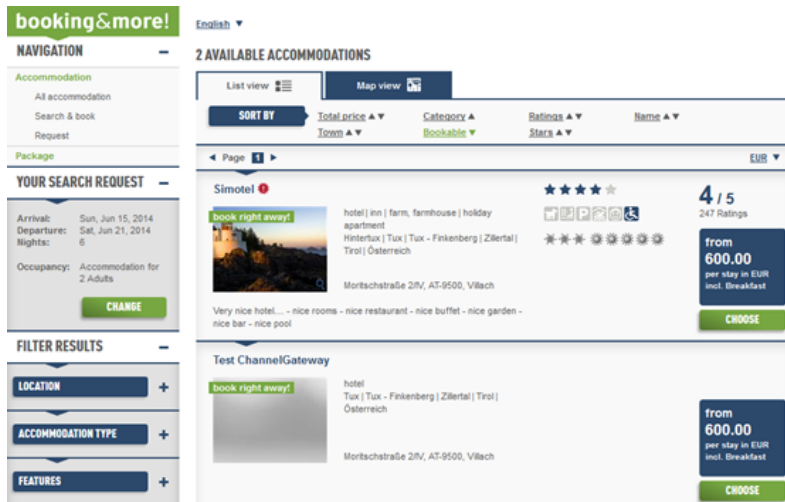 booking&more!
English ▼
NAVIGATION −
Accommodation
All accommodation
Search & book
Request
Package
YOUR SEARCH REQUEST −
Arrival: Sun, Jun 15, 2014
Departure: Sat, Jun 21, 2014
Nights: 6
Occupancy: Accommodation for
2 Adults
CHANGE
FILTER RESULTS −
LOCATION +
ACCOMMODATION TYPE +
FEATURES +
2 AVAILABLE ACCOMMODATIONS
List view
Map view
SORT BY
Total price ▲▼ Category ▲ Ratings ▲▼ Name ▲▼
Town ▲▼ Bookable ▼ Stars ▲▼
◄ Page 1 ►
EUR ▼
Simotel
book right away!
hotel | inn | farm, farmhouse | holiday
apartment
Hintertux | Tux | Tux - Finkenberg | Zillertal |
Tirol | Österreich
Moritschstraße 2/IV, AT-9500, Villach
Very nice hotel... - nice rooms - nice restaurant - nice buffet - nice garden -
nice bar - nice pool
4 / 5
247 Ratings
from
600.00
per stay in EUR
incl. Breakfast
CHOOSE
Test ChannelGateway
book right away!
hotel
Tux | Tux - Finkenberg | Zillertal | Tirol |
Österreich
Moritschstraße 2/IV, AT-9500, Villach
from
600.00
per stay in EUR
incl. Breakfast
CHOOSE